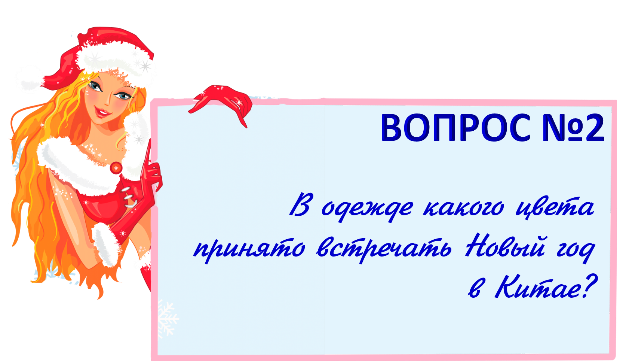 ВОПРОС №2
В одежде какого цвета
принято встречать Новый год
в Китае?